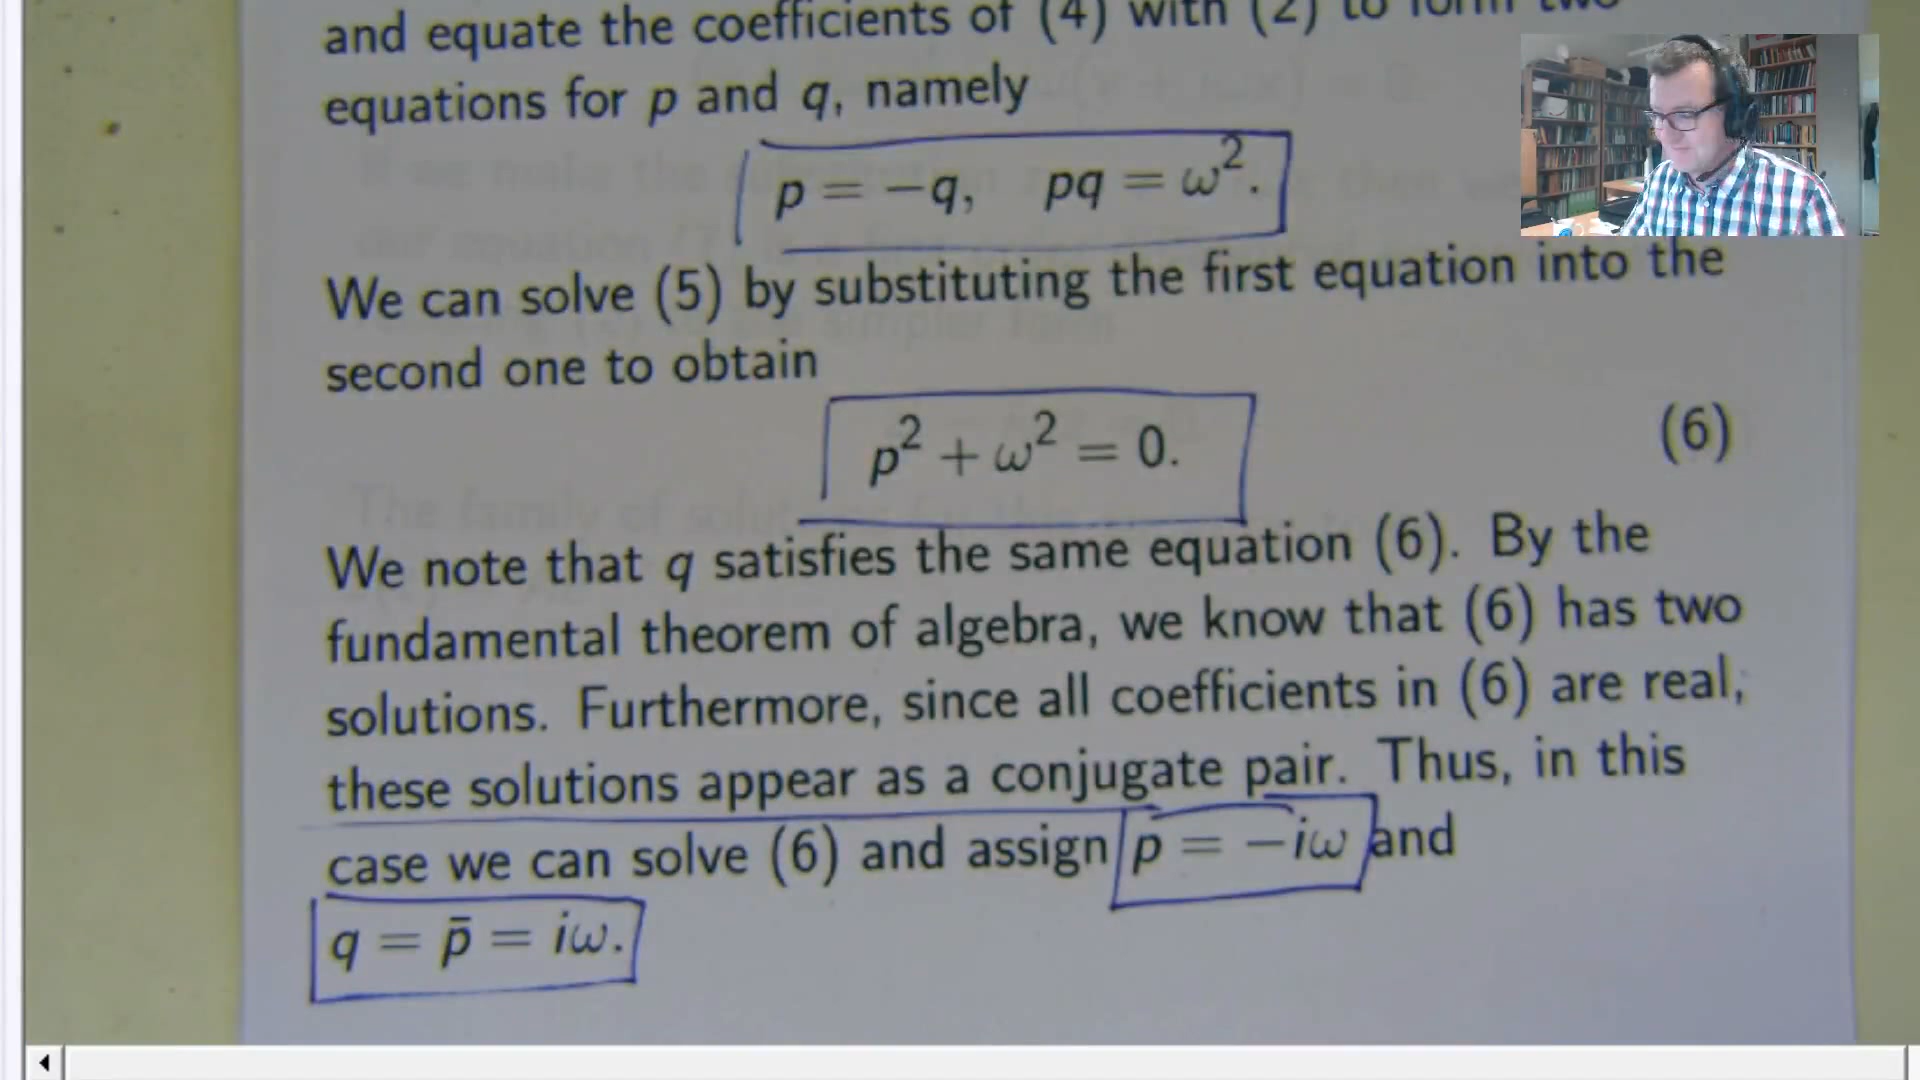 and equate the coefficients of (4) with (2) to form two
equations for p and q, namely
p = −q, pq = ω².
We can solve (5) by substituting the first equation into the
second one to obtain
p² + ω² = 0. (6)
We note that q satisfies the same equation (6). By the
fundamental theorem of algebra, we know that (6) has two
solutions. Furthermore, since all coefficients in (6) are real,
these solutions appear as a conjugate pair. Thus, in this
case we can solve (6) and assign p = −iω and
q = p̄ = iω.